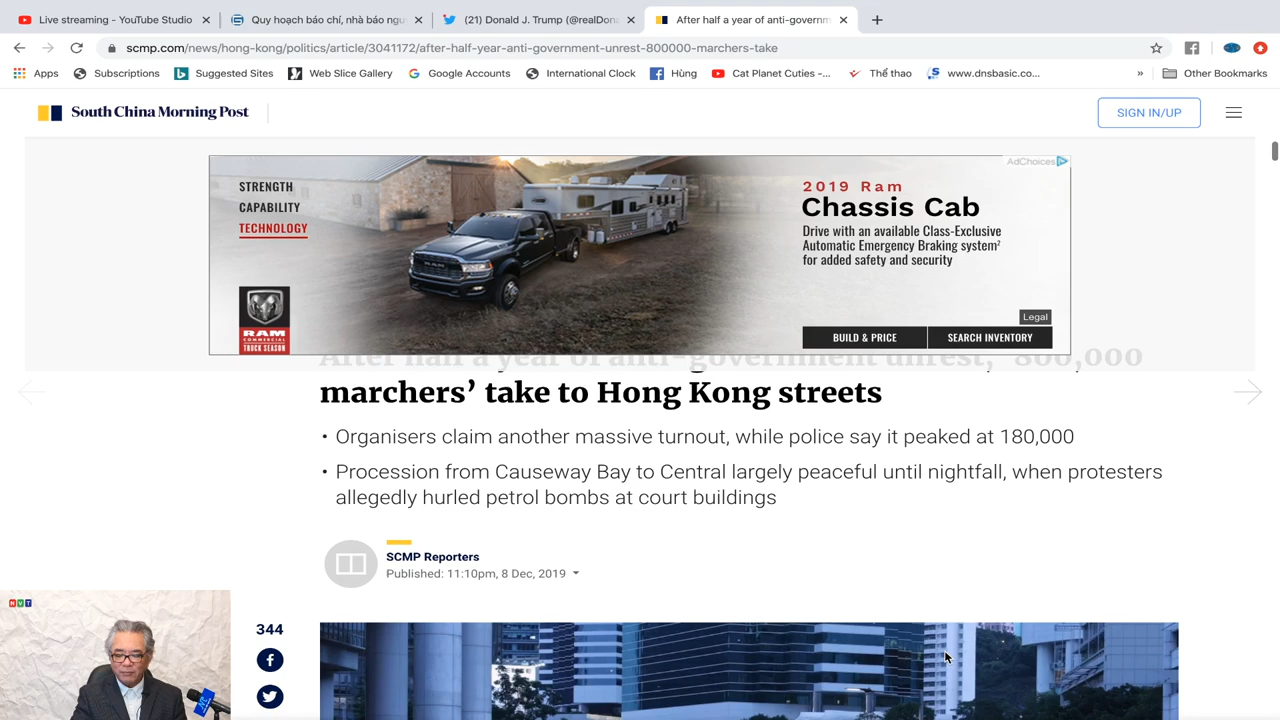 Live streaming - YouTube Studio
Quy hoạch báo chí, nhà báo ngu
(21) Donald J. Trump (@realDon
After half a year of anti-governm
scmp.com/news/hong-kong/politics/article/3041172/after-half-year-anti-government-unrest-800000-marchers-take
Apps Subscriptions Suggested Sites Web Slice Gallery Google Accounts International Clock Hùng Cat Planet Cuties -... Thể thao www.dnsbasic.co... » Other Bookmarks
South China Morning Post
SIGN IN/UP
AdChoices
STRENGTH
CAPABILITY
TECHNOLOGY
RAM
COMMERCIAL
TRUCK SEASON
2019 Ram
Chassis Cab
Drive with an available Class-Exclusive
Automatic Emergency Braking system²
for added safety and security
Legal
BUILD & PRICE
SEARCH INVENTORY
After half a year of anti-government unrest, ‘800,000
marchers’ take to Hong Kong streets
• Organisers claim another massive turnout, while police say it peaked at 180,000
• Procession from Causeway Bay to Central largely peaceful until nightfall, when protesters
allegedly hurled petrol bombs at court buildings
SCMP Reporters
Published: 11:10pm, 8 Dec, 2019
HVT
344